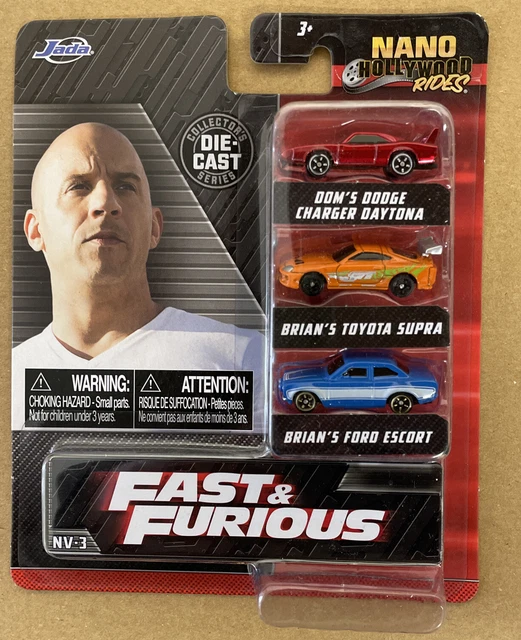 Jada
3+
NANO
HOLLYWOOD
RIDES
COLLECTOR'S
DIE-
CAST
SERIES
DOM'S DODGE
CHARGER DAYTONA
BRIAN'S TOYOTA SUPRA
BRIAN'S FORD ESCORT
WARNING:
CHOKING HAZARD - Small parts.
Not for children under 3 years.
ATTENTION:
RISQUE DE SUFFOCATION - Petites pièces.
Ne convient pas aux enfants de moins de 3 ans.
FAST &
FURIOUS
NV-3